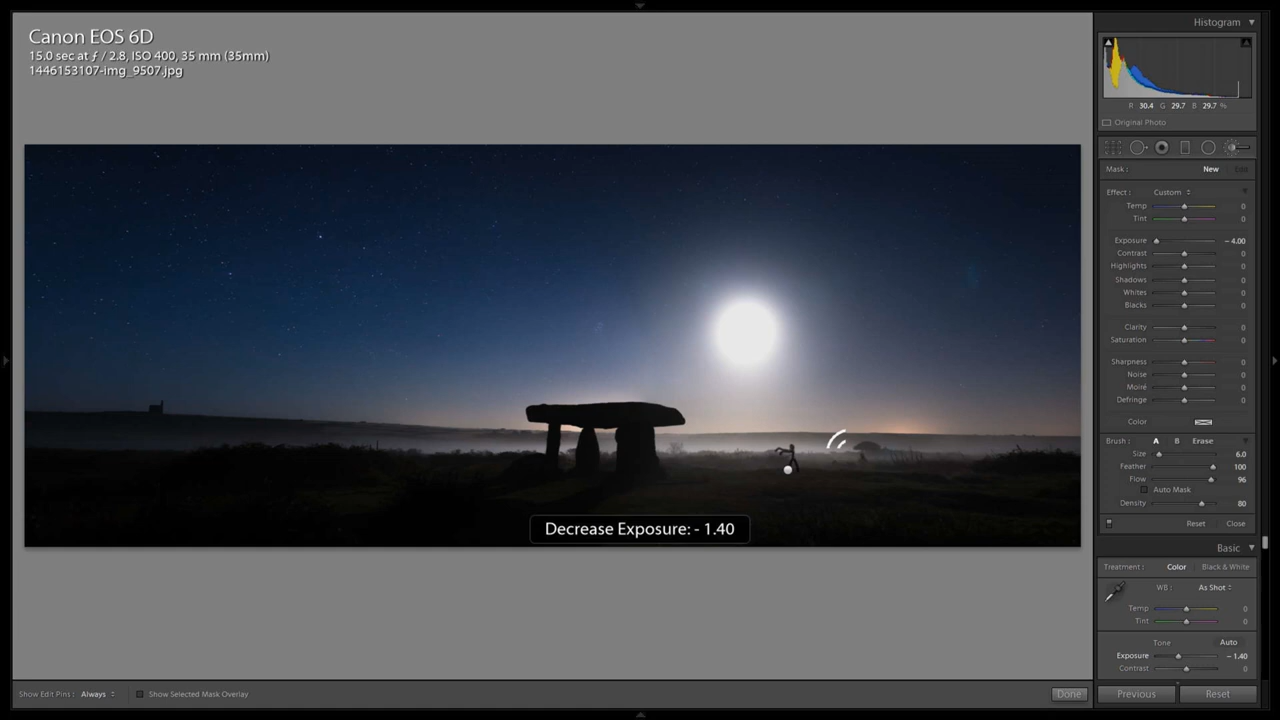 Canon EOS 6D
15.0 sec at ƒ / 2.8, ISO 400, 35 mm (35mm)
1446153107-img_9507.jpg
Decrease Exposure: - 1.40
Show Edit Pins : Always
Show Selected Mask Overlay
Done
Histogram
R 30.4 G 29.7 B 29.7 %
Original Photo
Mask : New
Effect : Custom
Temp 0
Tint 0
Exposure – 4.00
Contrast 0
Highlights 0
Shadows 0
Whites 0
Blacks 0
Clarity 0
Saturation 0
Sharpness 0
Noise 0
Moiré 0
Defringe 0
Color
Brush : A B Erase
Size 6.0
Feather 100
Flow 96
Auto Mask
Density 80
Reset Close
Basic
Treatment : Color Black & White
WB : As Shot
Temp 0
Tint 0
Tone Auto
Exposure – 1.40
Contrast 0
Previous Reset